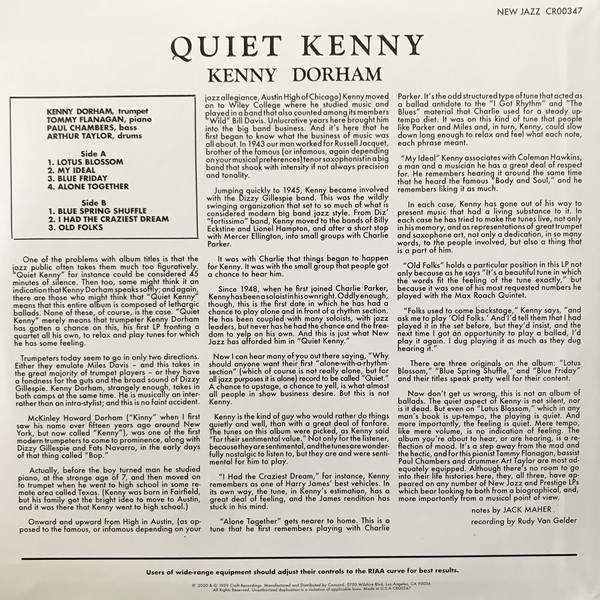 NEW JAZZ CR00347
QUIET KENNY
KENNY DORHAM
KENNY DORHAM, trumpet
TOMMY FLANAGAN, piano
PAUL CHAMBERS, bass
ARTHUR TAYLOR, drums
Side A
1. LOTUS BLOSSOM
2. MY IDEAL
3. BLUE FRIDAY
4. ALONE TOGETHER
Side B
1. BLUE SPRING SHUFFLE
2. I HAD THE CRAZIEST DREAM
3. OLD FOLKS
One of the problems with album titles is that the
jazz public often takes them much too figuratively.
"Quiet Kenny" for instance could be considered 45
minutes of silence. Then too, some might think it an
indication that Kenny Dorham speaks softly; and again,
there are those who might think that "Quiet Kenny"
means that this entire album is composed of lethargic
ballads. None of these, of course, is the case. "Quiet
Kenny" merely means that trumpeter Kenny Dorham
has gotten a chance on this, his first LP fronting a
quartet all his own, to relax and play tunes for which
he has some feeling.
Trumpeters today seem to go in only two directions.
Either they emulate Miles Davis – and this takes in
the great majority of trumpet players – or they have
a fondness for the guts and the broad sound of Dizzy
Gillespie. Kenny Dorham, strangely enough, takes in
both camps at the same time. He is musically an inter-
rather than an intra-stylist; and this is no faint accident.
McKinley Howard Dorham ("Kinny" when I first
saw his name over fifteen years ago around New
York, but now called "Kenny"), was one of the first
modern trumpeters to come to prominence, along with
Dizzy Gillespie and Fats Navarro, in the early days
of that thing called "Bop."
Actually, before the boy turned man he studied
piano, at the strange age of 7, and then moved on
to trumpet when he went to high school in some re-
mote area called Texas. (Kenny was born in Fairfield,
but his family got the bright idea to move to Austin,
and it was there that Kenny went to high school.)
Onward and upward from High in Austin, (as op-
posed to the famous, or infamous depending on your
jazz allegiance, Austin High of Chicago) Kenny moved
on to Wiley College where he studied music and
played in a band that also counted among its members
"Wild" Bill Davis. Unlucrative years here brought him
into the big band business. And it's here that he
first began to know what the business of music was
all about. In 1943 our man worked for Russell Jacquet,
brother of the famous (or infamous, again depending
on your musical preferences) tenor saxophonist in a big
band that shook with intensity if not always precision
and tonality.
Jumping quickly to 1945, Kenny became involved
with the Dizzy Gillespie band. This was the wildly
swinging organization that set so to much of what is
considered modern big band jazz style. From Diz'
"fortissimo" band, Kenny moved to the bands of Billy
Eckstine and Lionel Hampton, and after a short stop
with Mercer Ellington, into small groups with Charlie
Parker.
It was with Charlie that things began to happen
for Kenny. It was with the small group that people got
a chance to hear him.
Since 1948, when he first joined Charlie Parker,
Kenny has been a soloist in his own right. Oddly enough,
though, this is the first date in which he has had a
chance to play alone and in front of a rhythm section.
He has been coupled with many soloists, with jazz
leaders, but never has he had the chance and the free-
dom to yelp on his own. And this is just what New
Jazz has afforded him in "Quiet Kenny."
Now I can hear many of you out there saying, "Why
should anyone want their first "alone-with-a-rhythm-
section" (which of course is not really alone, but for
all jazz purposes it is alone) record to be called "Quiet."
A chance to upstage, a chance to yell, is what almost
all people in show business desire. But this is not
Kenny.
Kenny is the kind of guy who would rather do things
quietly and well, than with a great deal of fanfare.
The tunes on this album were picked, as Kenny said
"for their sentimental value." Not only for the listener,
because they are sentimental, and the tunes are wonder-
fully nostalgic to listen to, but they are and were senti-
mental for him to play.
"I Had the Craziest Dream," for instance, Kenny
remembers as one of Harry James' best vehicles. In
its own way, the tune, in Kenny's estimation, has a
great deal of feeling, and the James rendition has
stuck in his mind.
"Alone Together" gets nearer to home. This is a
tune that he first remembers playing with Charlie
Parker. It's the odd structured type of tune that acted as
a ballad antidote to the "I Got Rhythm" and "The
Blues" material that Charlie used for a steady up-
tempo diet. It was on this kind of tune that people
like Parker and Miles and, in turn, Kenny, could slow
down long enough to relax and feel what each note,
each phrase meant.
"My Ideal" Kenny associates with Coleman Hawkins,
a man and a musician he has a great deal of respect
for. He remembers hearing it around the same time
that he heard the famous "Body and Soul," and he
remembers liking it as much.
In each case, Kenny has gone out of his way to
present music that had a living substance to it. In
each case he has tried to make the tunes live, not only
in his memory, and as representations of great trumpet
and saxophone art, not only a dedication, in so many
words, to the people involved, but also a thing that
is a part of him.
"Old Folks" holds a particular position in this LP not
only because as he says "It's a beautiful tune in which
the words fit the feeling of the tune exactly," but
because it was one of his most requested numbers he
played with the Max Roach Quintet.
"Folks used to come backstage," Kenny says, "and
ask me to play 'Old Folks.' And I'd tell them that I had
played it in the set before, but they'd insist, and the
next time I got an opportunity to play a ballad, I'd
play it again. I dug playing it as much as they dug
hearing it."
There are three originals on the album: "Lotus
Blossom," "Blue Spring Shuffle," and "Blue Friday"
and their titles speak pretty well for their content.
Now don't get us wrong, this is not an album of
ballads. The quiet aspect of Kenny is not silent, nor
is it dead. But even on "Lotus Blossom," which in any
man's book is up-tempo, the playing is quiet. And
more importantly, the feeling is quiet. Mere tempo,
like mere volume, is no indication of feeling. The
album you're about to hear, or are hearing, is a re-
flection of mood. It's a step away from the mad and
the hectic, and for this pianist Tommy Flanagan, bassist
Paul Chambers and drummer Art Taylor are most ad-
equately equipped. Although there's no room to go
into their life histories here, they, all three, have ap-
peared on any number of New Jazz and Prestige LPs
which bear looking to both from a biographical, and,
more importantly from a musical point of view.
notes by JACK MAHER
recording by Rudy Van Gelder
Users of wide-range equipment should adjust their controls to the RIAA curve for best results.
℗ 2020 & © 1959 Craft Recordings. Manufactured and Distributed by Concord, 5750 Wilshire Blvd, Los Angeles, CA 90036.
All Rights Reserved. Unauthorized duplication is a violation of applicable laws. Made in U.S.A CR00347